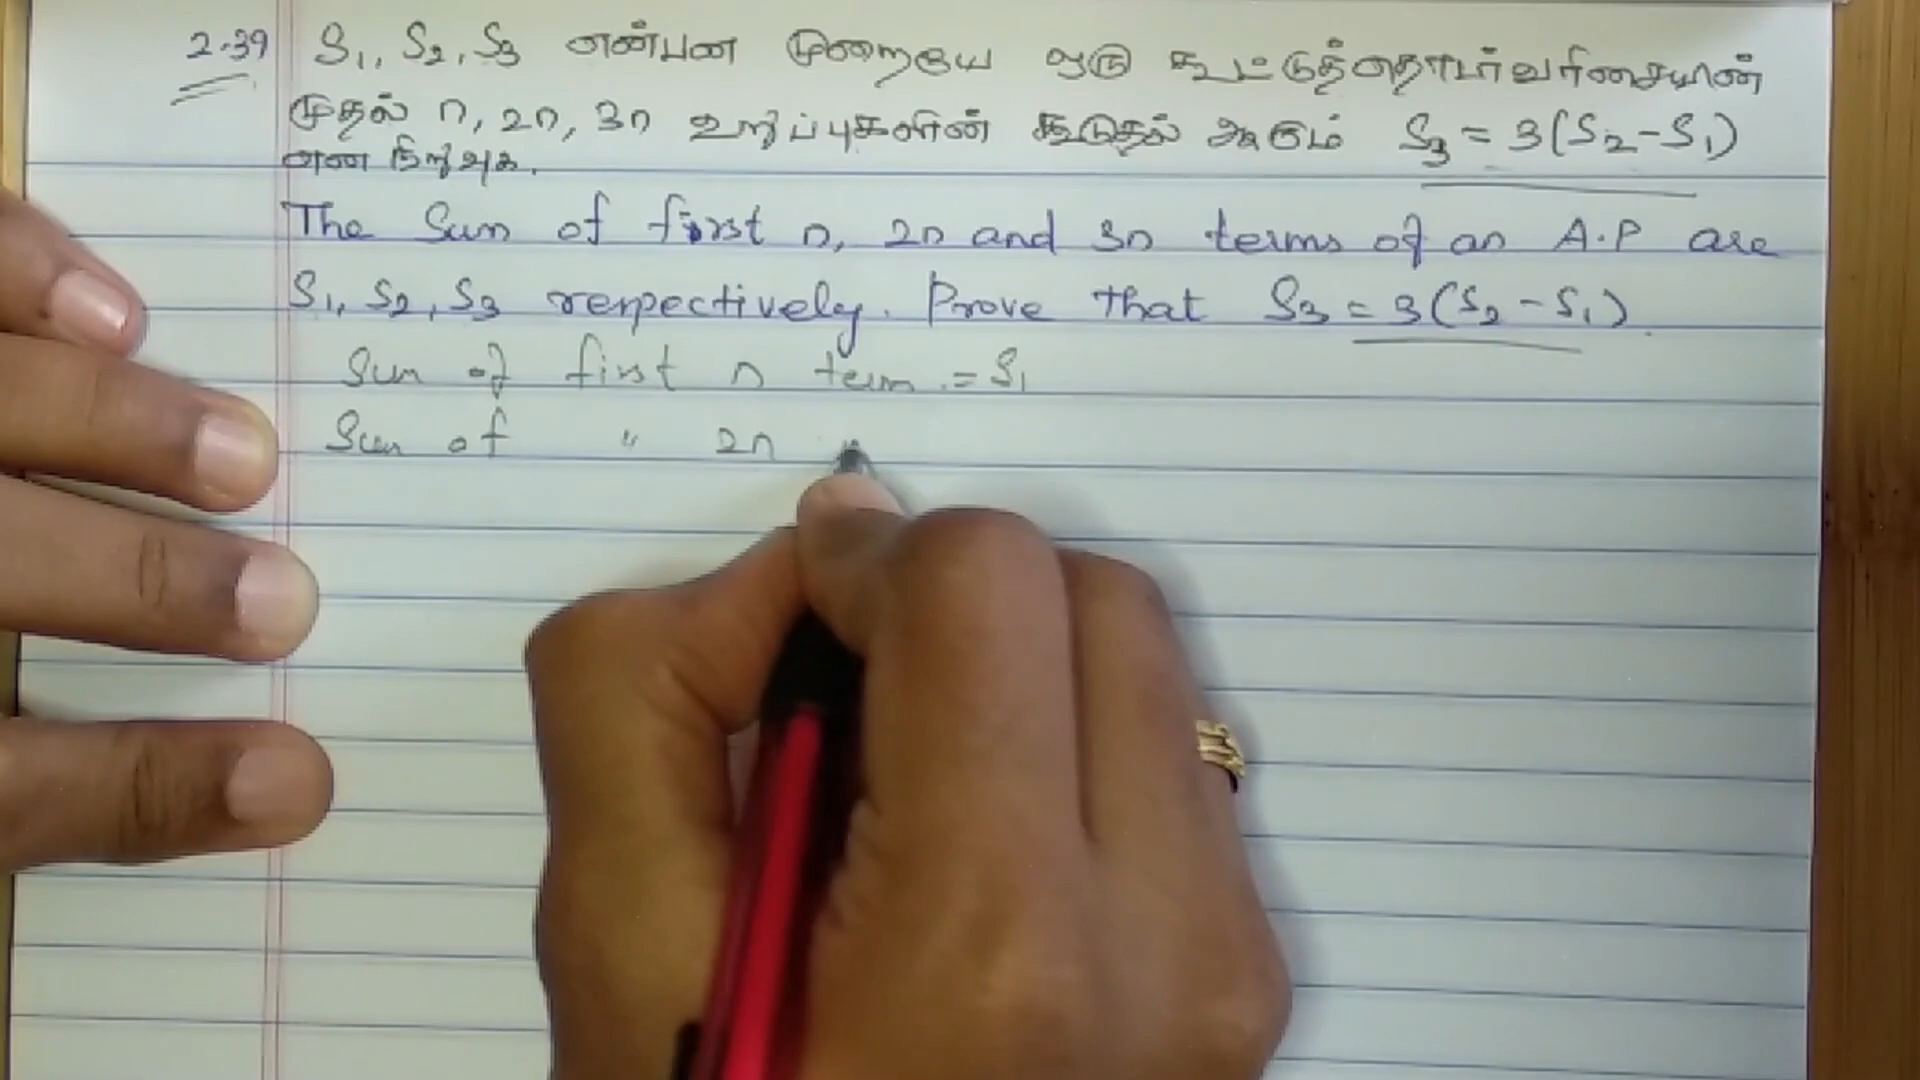 2.39 S₁, S₂, S₃ என்பன முறையே ஒரு கூட்டுத்தொடர்வரிசையின்
முதல் n, 2n, 3n உறுப்புகளின் கூடுதல் ஆகும் S₃ = 3(S₂-S₁)
என நிறுவுக.
The Sum of first n, 2n and 3n terms of an A.P are
S₁, S₂, S₃ respectively. Prove that S₃ = 3(S₂-S₁).
Sum of first n term = S₁
Sum of " 2n